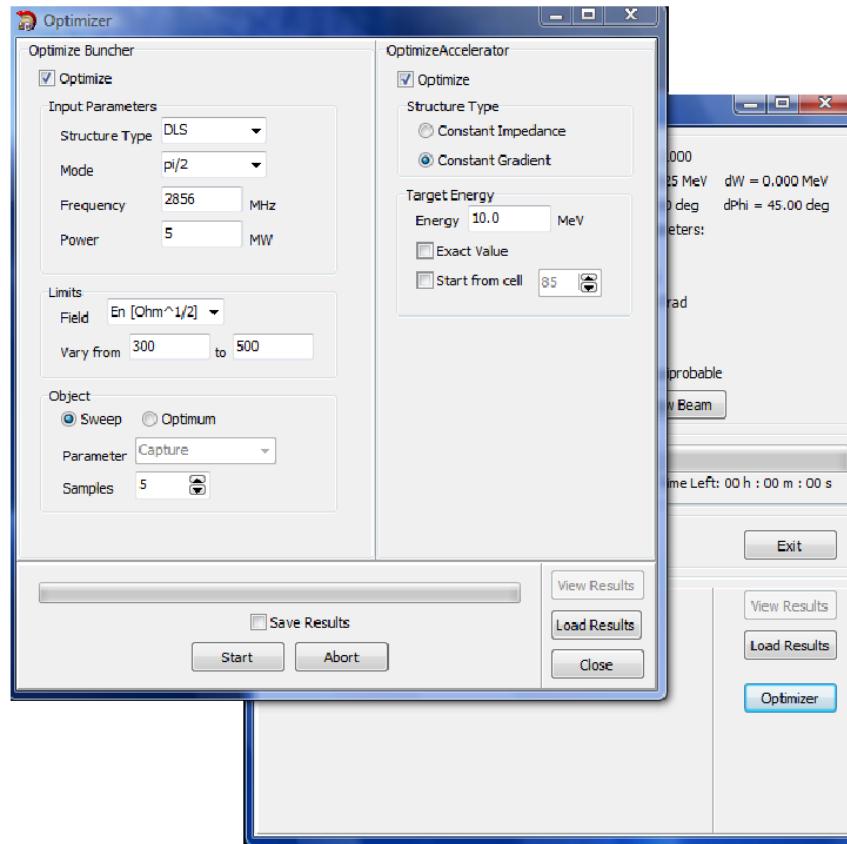 Optimizer
Optimize Buncher
Optimize
Input Parameters
Structure Type DLS
Mode pi/2
Frequency 2856 MHz
Power 5 MW
Limits
Field En [Ohm^1/2]
Vary from 300 to 500
Object
Sweep Optimum
Parameter Capture
Samples 5
OptimizeAccelerator
Optimize
Structure Type
Constant Impedance
Constant Gradient
Target Energy
Energy 10.0 MeV
Exact Value
Start from cell 85
Save Results
Start Abort
View Results
Load Results
Close
.000
25 MeV dW = 0.000 MeV
0 deg dPhi = 45.00 deg
eters:
rad
iprobable
w Beam
ime Left: 00 h : 00 m : 00 s
Exit
View Results
Load Results
Optimizer